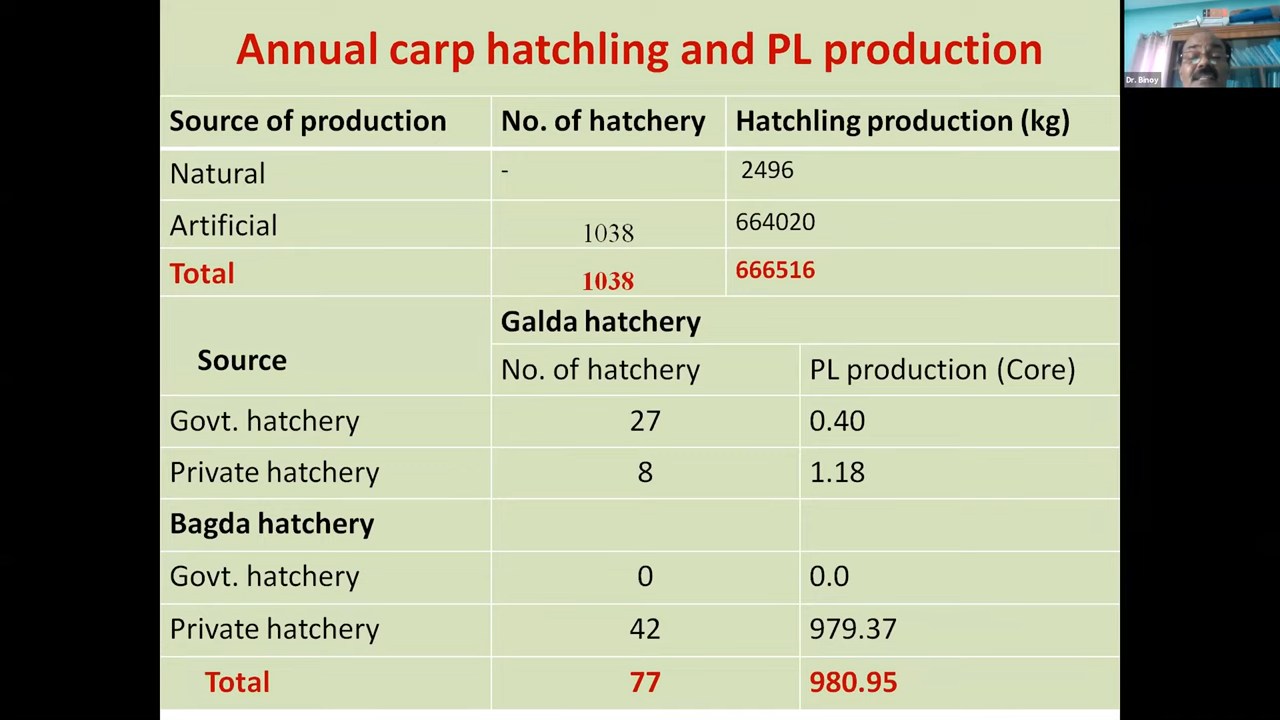 Annual carp hatchling and PL production
Source of production No. of hatchery Hatchling production (kg)
Natural - 2496
Artificial 1038 664020
Total 1038 666516
Galda hatchery
Source
No. of hatchery PL production (Core)
Govt. hatchery 27 0.40
Private hatchery 8 1.18
Bagda hatchery
Govt. hatchery 0 0.0
Private hatchery 42 979.37
Total 77 980.95
Dr. Binoy